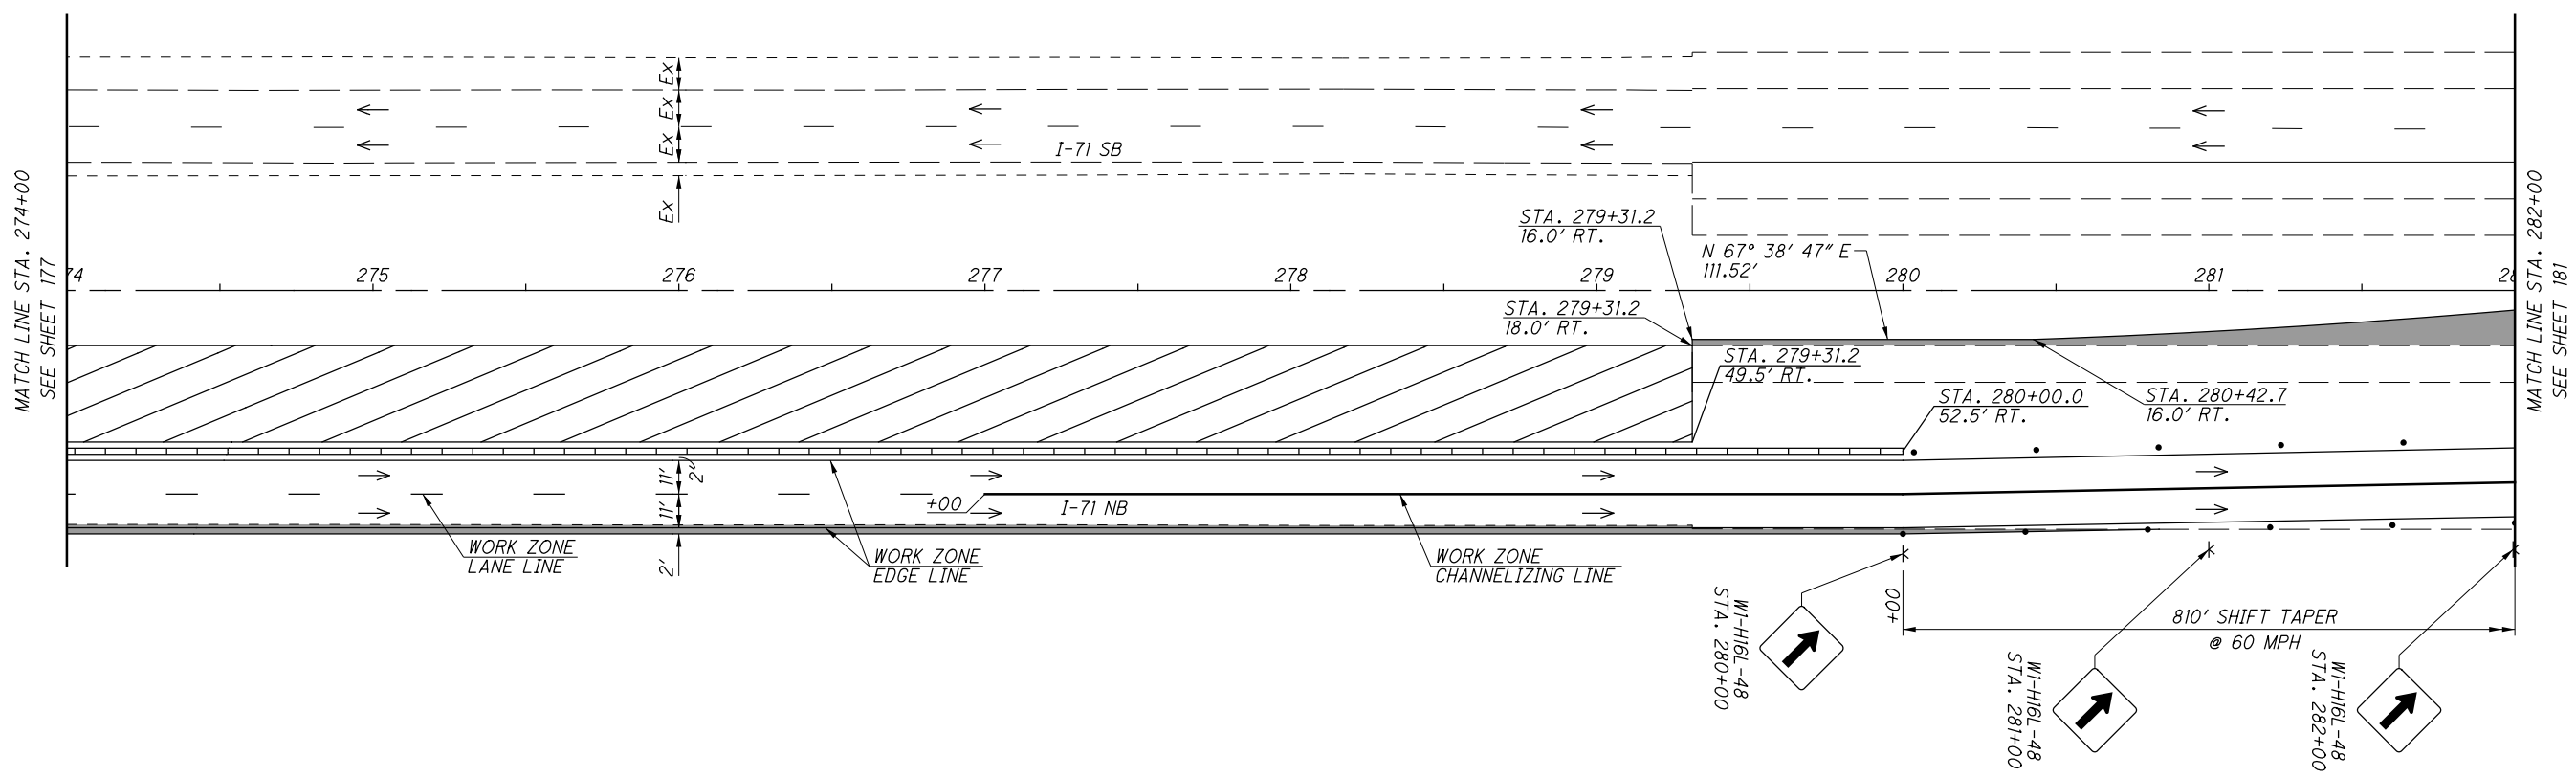 MATCH LINE STA. 274+00
SEE SHEET 177
Ex
Ex
Ex
Ex
I-71 SB
STA. 279+31.2
16.0' RT.
N 67° 38' 47" E
111.52'
74
275
276
277
278
279
280
281
28
STA. 279+31.2
18.0' RT.
STA. 279+31.2
49.5' RT.
STA. 280+00.0
52.5' RT.
STA. 280+42.7
16.0' RT.
11'
2'
11'
+00
I-71 NB
2'
WORK ZONE
LANE LINE
WORK ZONE
EDGE LINE
WORK ZONE
CHANNELIZING LINE
W1-H16L-48
STA. 280+00
+00
810' SHIFT TAPER
@ 60 MPH
W1-H16L-48
STA. 281+00
W1-H16L-48
STA. 282+00
MATCH LINE STA. 282+00
SEE SHEET 181